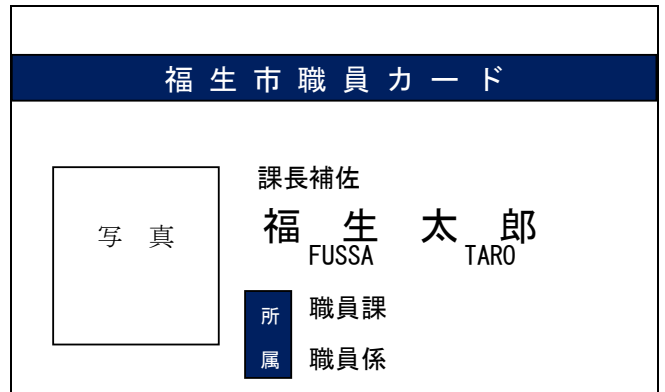 福生市職員カード
写真
課長補佐
福生 太郎
FUSSA TARO
所属
職員課
職員係